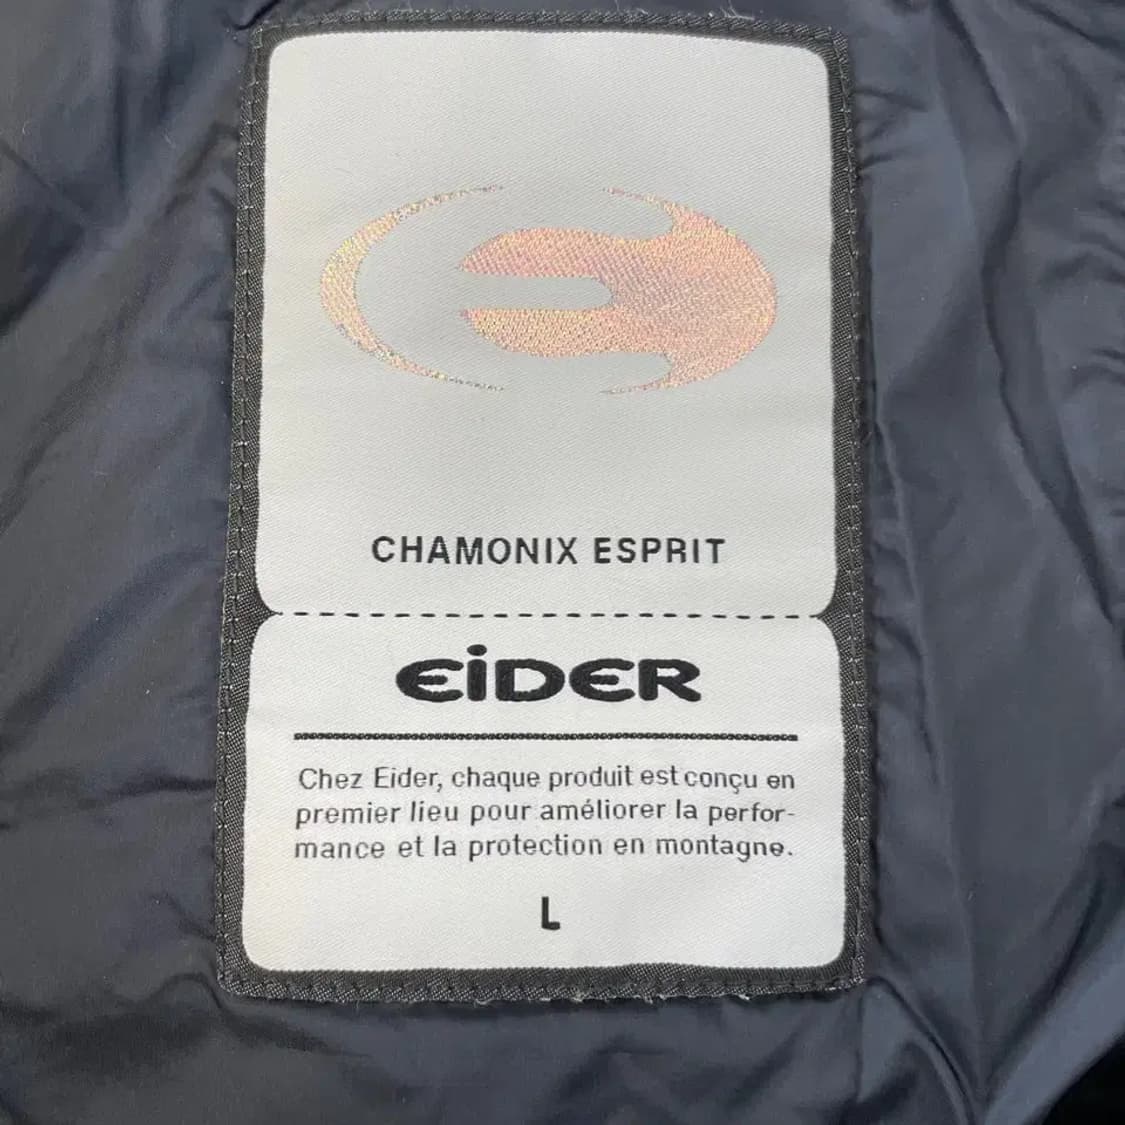 CHAMONIX ESPRIT
EiDER
Chez Eider, chaque produit est conçu en
premier lieu pour améliorer la perfor-
mance et la protection en montagne.
L